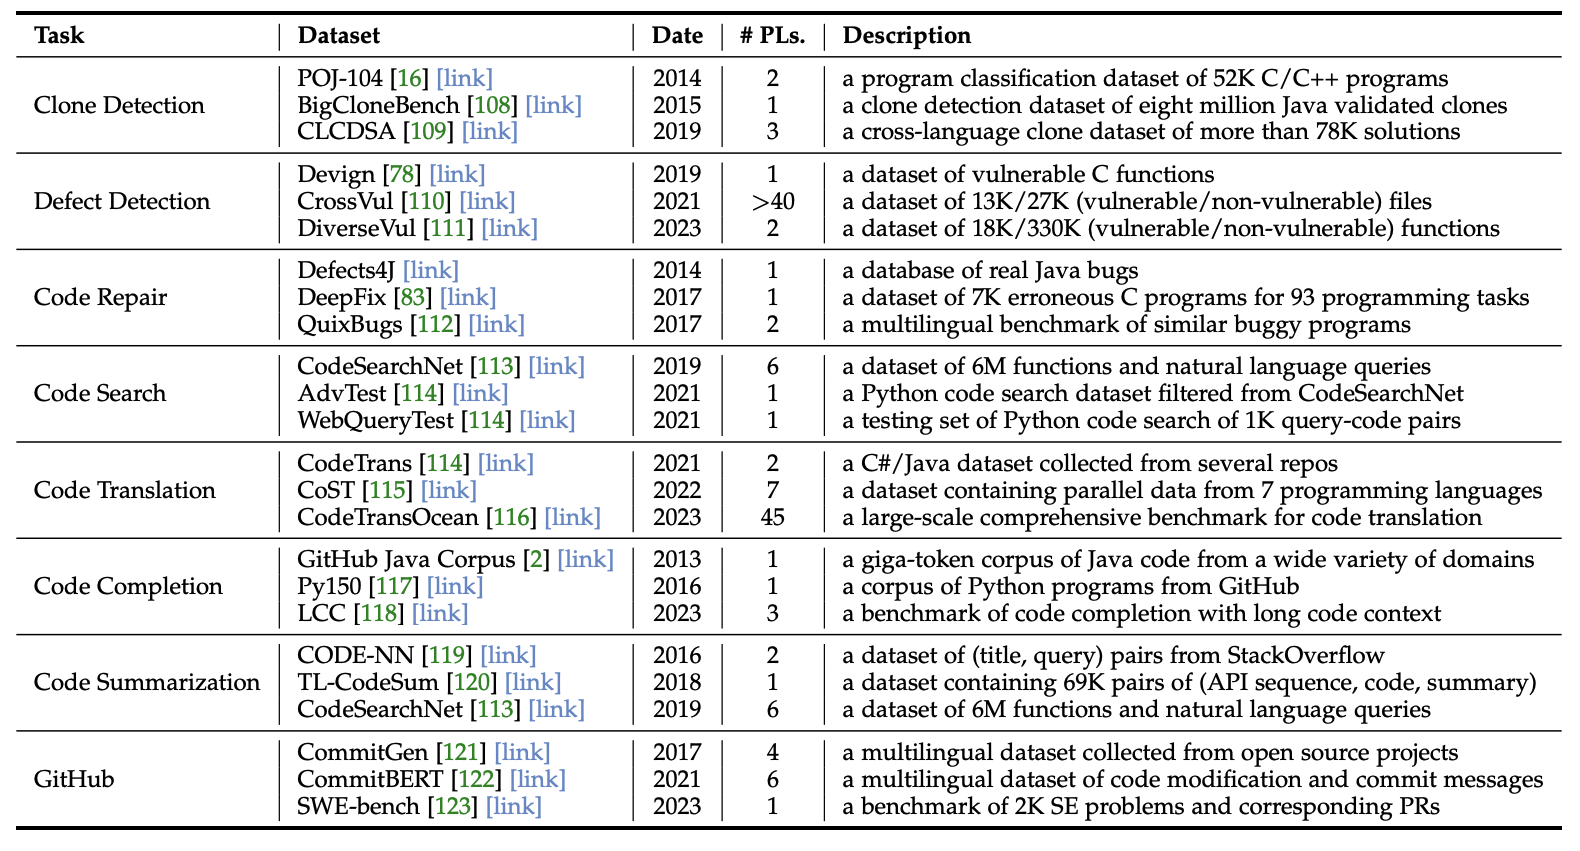 Task Dataset Date # PLs. Description
POJ-104 [16] [link] 2014 2 a program classification dataset of 52K C/C++ programs
Clone Detection BigCloneBench [108] [link] 2015 1 a clone detection dataset of eight million Java validated clones
CLCDSA [109] [link] 2019 3 a cross-language clone dataset of more than 78K solutions
Devign [78] [link] 2019 1 a dataset of vulnerable C functions
Defect Detection CrossVul [110] [link] 2021 >40 a dataset of 13K/27K (vulnerable/non-vulnerable) files
DiverseVul [111] [link] 2023 2 a dataset of 18K/330K (vulnerable/non-vulnerable) functions
Defects4J [link] 2014 1 a database of real Java bugs
Code Repair DeepFix [83] [link] 2017 1 a dataset of 7K erroneous C programs for 93 programming tasks
QuixBugs [112] [link] 2017 2 a multilingual benchmark of similar buggy programs
CodeSearchNet [113] [link] 2019 6 a dataset of 6M functions and natural language queries
Code Search AdvTest [114] [link] 2021 1 a Python code search dataset filtered from CodeSearchNet
WebQueryTest [114] [link] 2021 1 a testing set of Python code search of 1K query-code pairs
CodeTrans [114] [link] 2021 2 a C#/Java dataset collected from several repos
Code Translation CoST [115] [link] 2022 7 a dataset containing parallel data from 7 programming languages
CodeTransOcean [116] [link] 2023 45 a large-scale comprehensive benchmark for code translation
GitHub Java Corpus [2] [link] 2013 1 a giga-token corpus of Java code from a wide variety of domains
Code Completion Py150 [117] [link] 2016 1 a corpus of Python programs from GitHub
LCC [118] [link] 2023 3 a benchmark of code completion with long code context
CODE-NN [119] [link] 2016 2 a dataset of (title, query) pairs from StackOverflow
Code Summarization TL-CodeSum [120] [link] 2018 1 a dataset containing 69K pairs of (API sequence, code, summary)
CodeSearchNet [113] [link] 2019 6 a dataset of 6M functions and natural language queries
CommitGen [121] [link] 2017 4 a multilingual dataset collected from open source projects
GitHub CommitBERT [122] [link] 2021 6 a multilingual dataset of code modification and commit messages
SWE-bench [123] [link] 2023 1 a benchmark of 2K SE problems and corresponding PRs